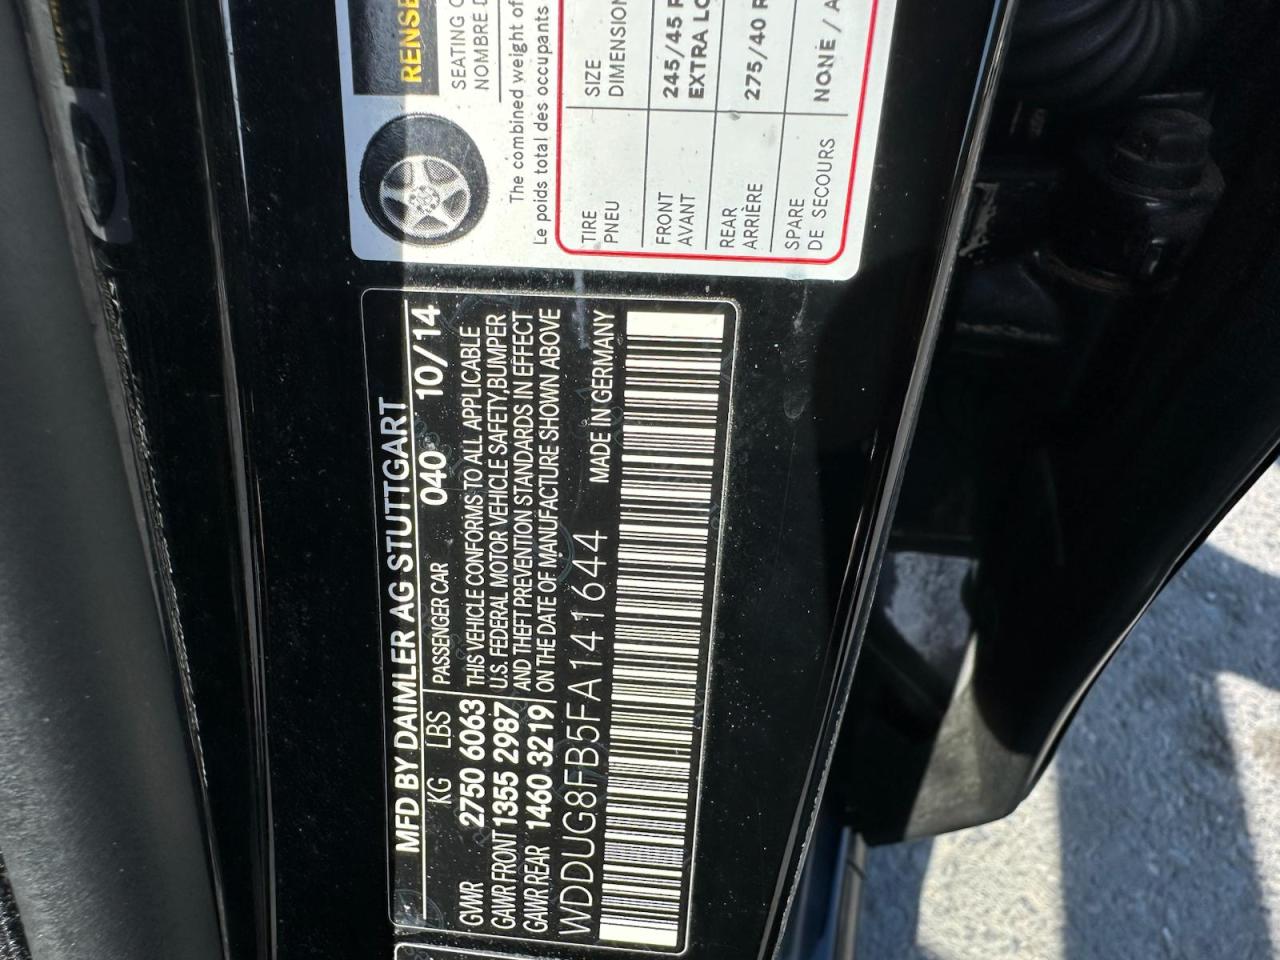 MFD BY DAIMLER AG STUTTGART
KG LBS PASSENGER CAR 040 10/14
GVWR 2750 6063
GAWR FRONT 1355 2987
GAWR REAR 1460 3219
THIS VEHICLE CONFORMS TO ALL APPLICABLE
U.S. FEDERAL MOTOR VEHICLE SAFETY,BUMPER
AND THEFT PREVENTION STANDARDS IN EFFECT
ON THE DATE OF MANUFACTURE SHOWN ABOVE
WDDUG8FB5FA141644 MADE IN GERMANY
SEATING
NOMBRE
The combined weight of
Le poids total des occupants
TIRE SIZE
PNEU DIMENSION
FRONT 245/45
AVANT EXTRA
REAR 275/40
ARRIÈRE
SPARE NONE /
DE SECOURS